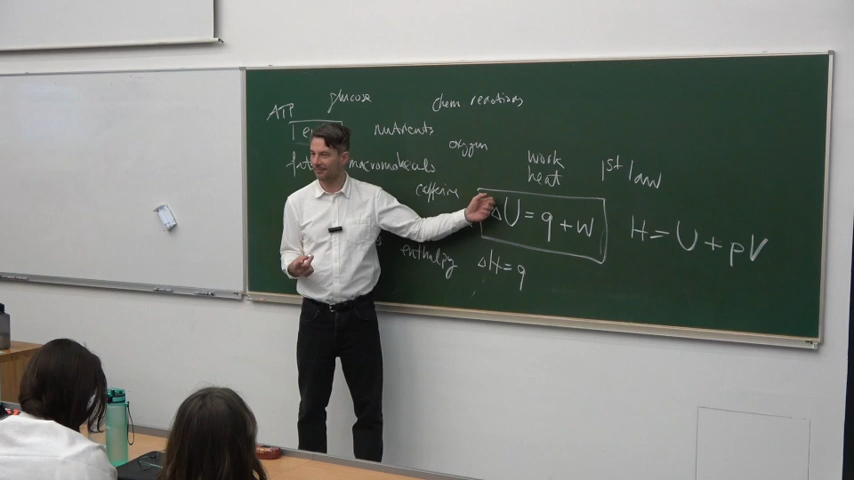 ATP
glucose
chem reactions
nutrients
oxygen
macromolecules
caffeine
work
heat
1st law
ΔU = q + w
H = U + pV
enthalpy
ΔH = q